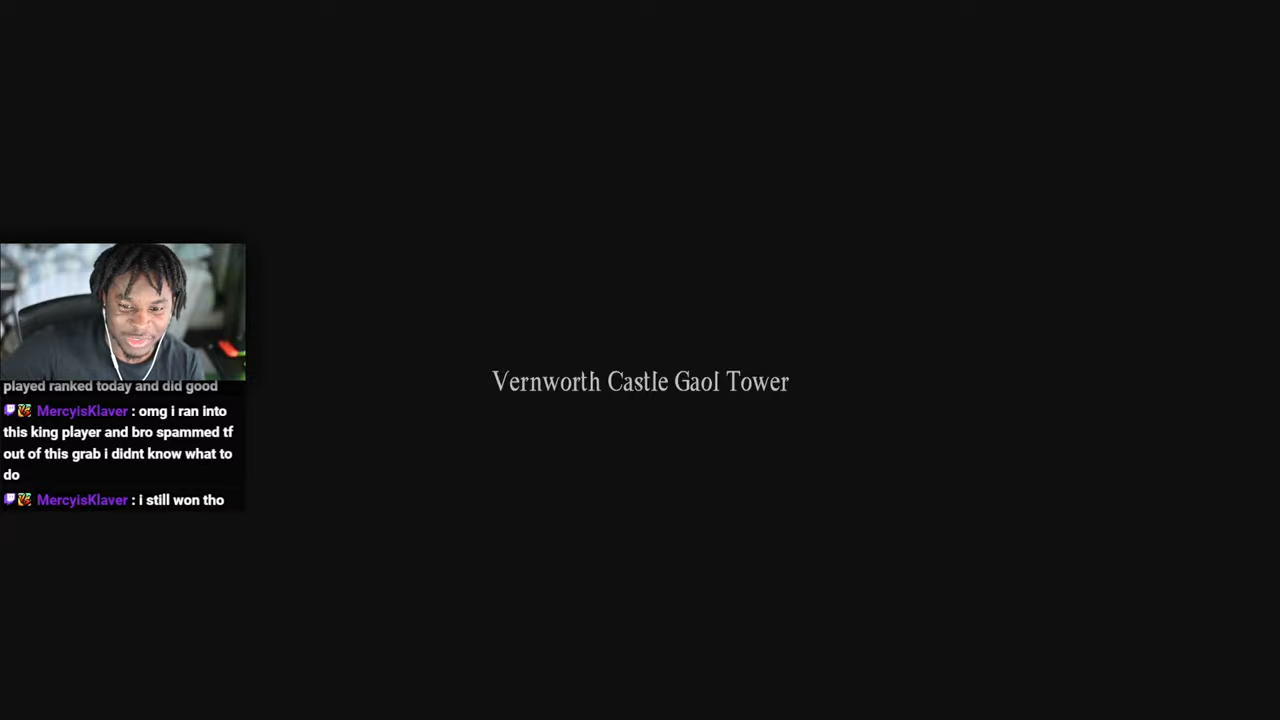 played ranked today and did good
MercyisKlaver : omg i ran into
this king player and bro spammed tf
out of this grab i didnt know what to
do
MercyisKlaver : i still won tho
Vernworth Castle Gaol Tower